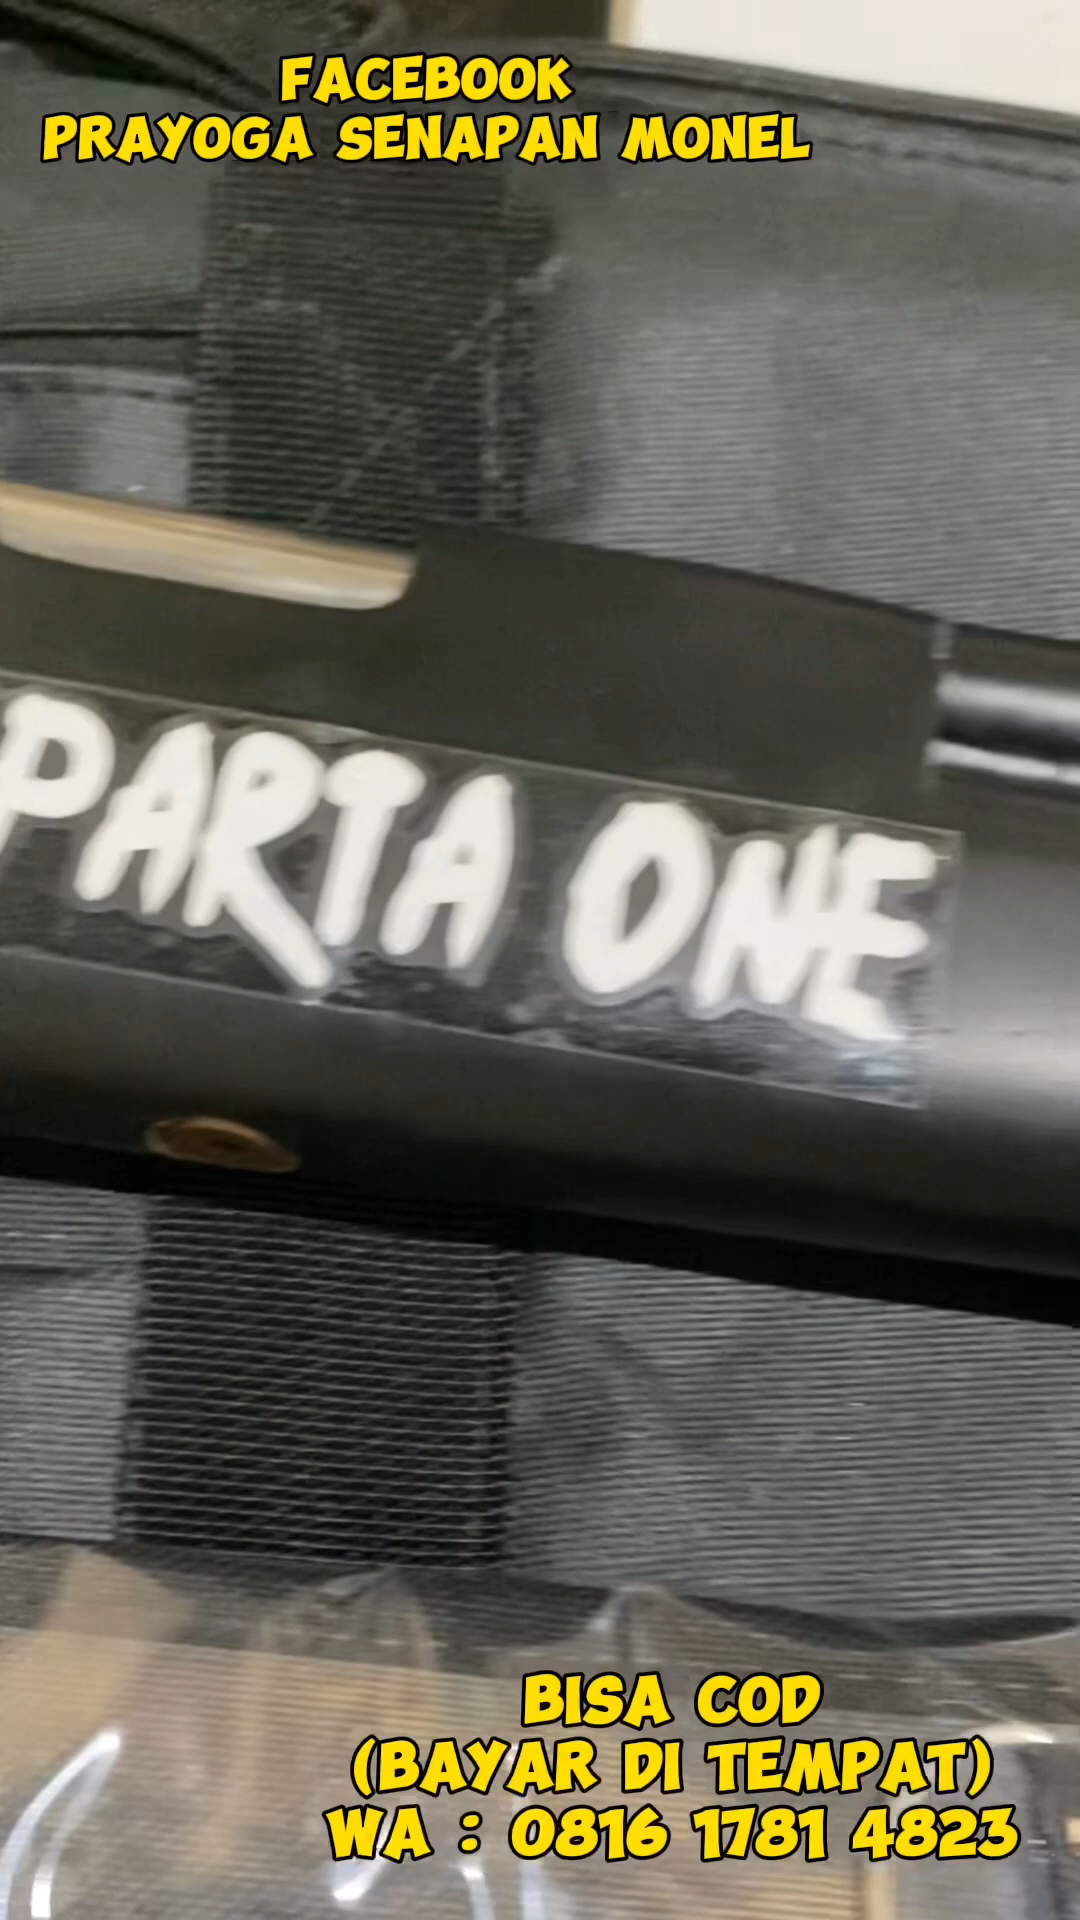 FACEBOOK
PRAYOGA SENAPAN MONEL
PARTA ONE
BISA COD
(BAYAR DI TEMPAT)
WA : 0816 1781 4823